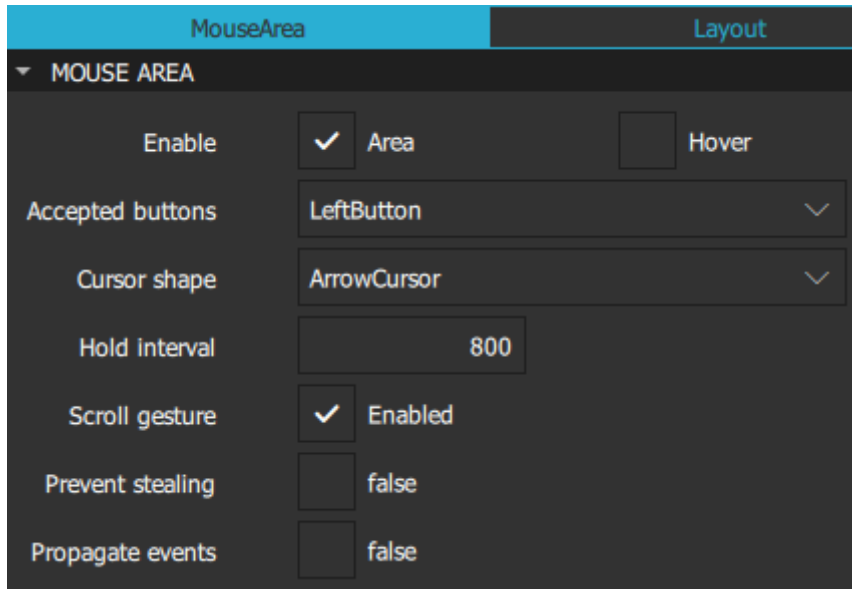 MouseArea Layout
MOUSE AREA
Enable Area Hover
Accepted buttons LeftButton
Cursor shape ArrowCursor
Hold interval 800
Scroll gesture Enabled
Prevent stealing false
Propagate events false